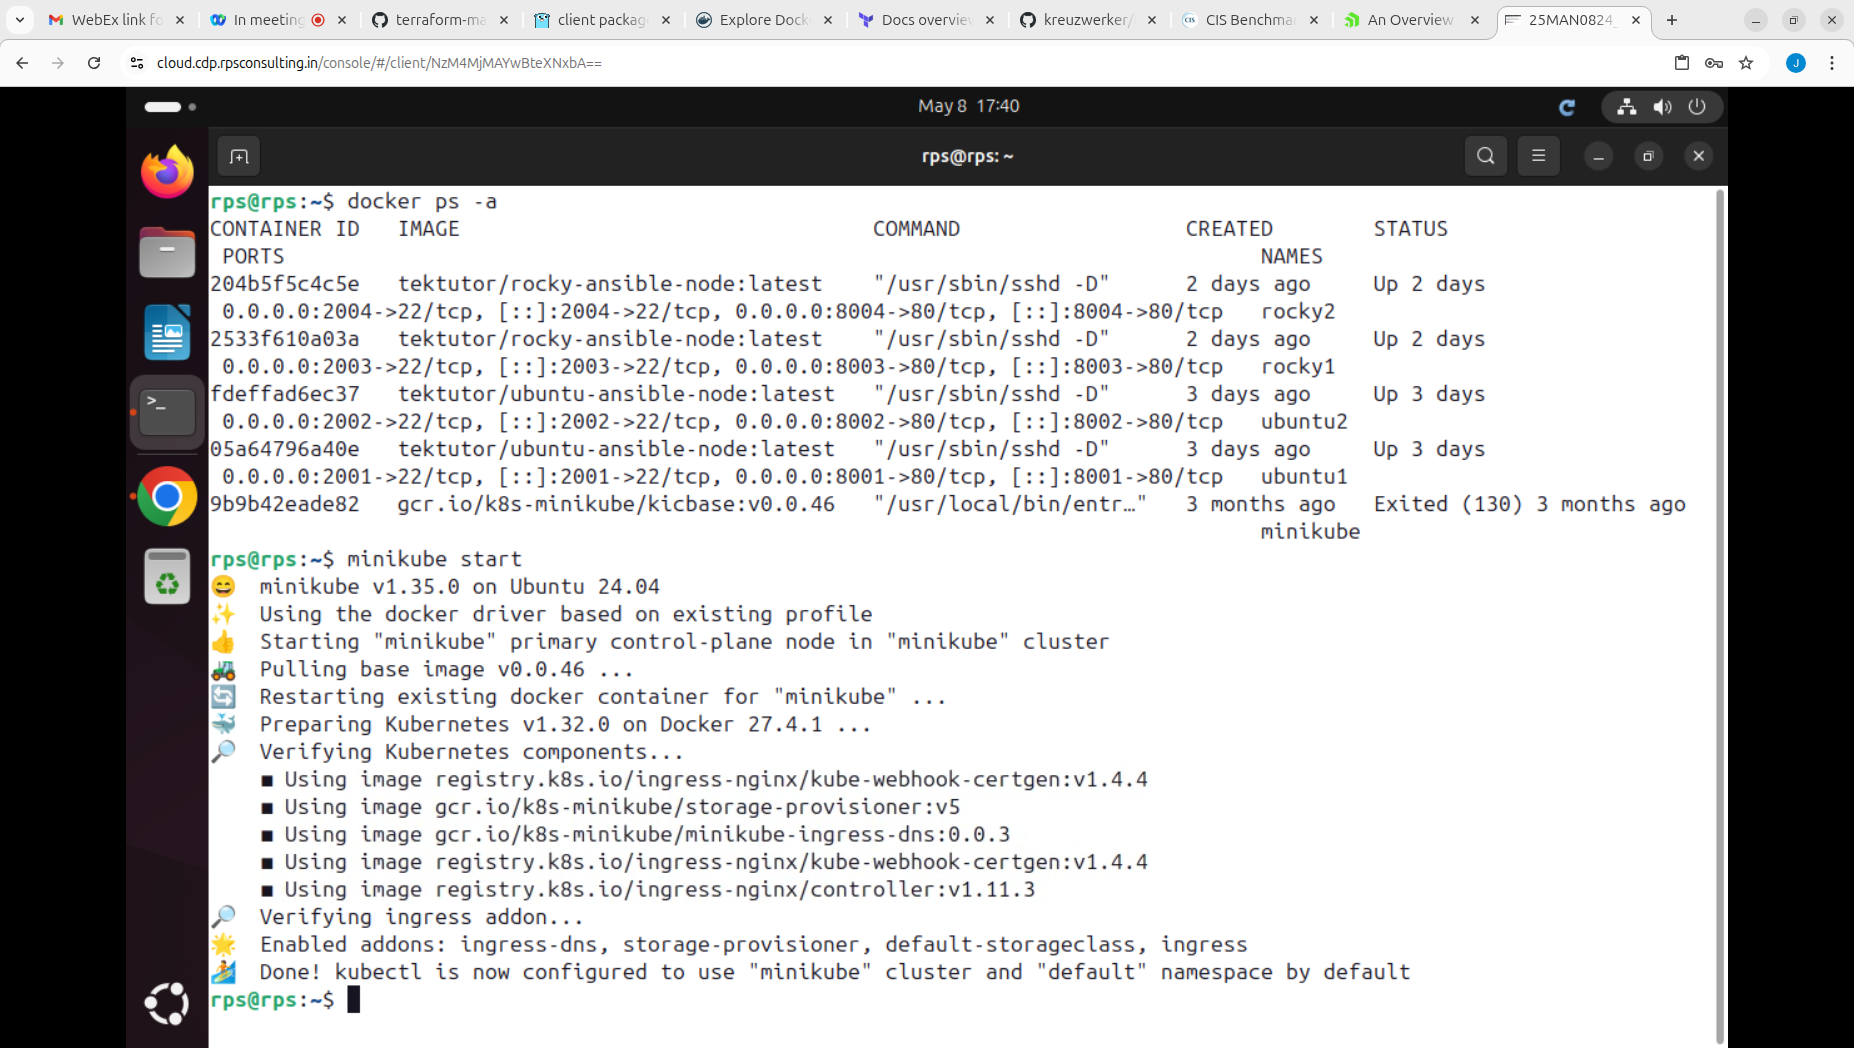 WebEx link fo
In meeting
terraform-ma
client package
Explore Docke
Docs overview
kreuzwerker/
CIS Benchma
An Overview
25MAN0824_
cloud.cdp.rpsconsulting.in/console/#/client/NzM4MjMAYwBteXNxbA==
J
May 8 17:40
rps@rps: ~
rps@rps:~$ docker ps -a
CONTAINER ID IMAGE COMMAND CREATED STATUS
PORTS NAMES
204b5f5c4c5e tektutor/rocky-ansible-node:latest "/usr/sbin/sshd -D" 2 days ago Up 2 days
0.0.0.0:2004->22/tcp, [::]:2004->22/tcp, 0.0.0.0:8004->80/tcp, [::]:8004->80/tcp rocky2
2533f610a03a tektutor/rocky-ansible-node:latest "/usr/sbin/sshd -D" 2 days ago Up 2 days
0.0.0.0:2003->22/tcp, [::]:2003->22/tcp, 0.0.0.0:8003->80/tcp, [::]:8003->80/tcp rocky1
fdeffad6ec37 tektutor/ubuntu-ansible-node:latest "/usr/sbin/sshd -D" 3 days ago Up 3 days
0.0.0.0:2002->22/tcp, [::]:2002->22/tcp, 0.0.0.0:8002->80/tcp, [::]:8002->80/tcp ubuntu2
05a64796a40e tektutor/ubuntu-ansible-node:latest "/usr/sbin/sshd -D" 3 days ago Up 3 days
0.0.0.0:2001->22/tcp, [::]:2001->22/tcp, 0.0.0.0:8001->80/tcp, [::]:8001->80/tcp ubuntu1
9b9b42eade82 gcr.io/k8s-minikube/kicbase:v0.0.46 "/usr/local/bin/entr…" 3 months ago Exited (130) 3 months ago
minikube
rps@rps:~$ minikube start
😄 minikube v1.35.0 on Ubuntu 24.04
✨ Using the docker driver based on existing profile
👍 Starting "minikube" primary control-plane node in "minikube" cluster
🚜 Pulling base image v0.0.46 ...
🔄 Restarting existing docker container for "minikube" ...
🐳 Preparing Kubernetes v1.32.0 on Docker 27.4.1 ...
🔎 Verifying Kubernetes components...
■ Using image registry.k8s.io/ingress-nginx/kube-webhook-certgen:v1.4.4
■ Using image gcr.io/k8s-minikube/storage-provisioner:v5
■ Using image gcr.io/k8s-minikube/minikube-ingress-dns:0.0.3
■ Using image registry.k8s.io/ingress-nginx/kube-webhook-certgen:v1.4.4
■ Using image registry.k8s.io/ingress-nginx/controller:v1.11.3
🔎 Verifying ingress addon...
🌟 Enabled addons: ingress-dns, storage-provisioner, default-storageclass, ingress
🏄 Done! kubectl is now configured to use "minikube" cluster and "default" namespace by default
rps@rps:~$